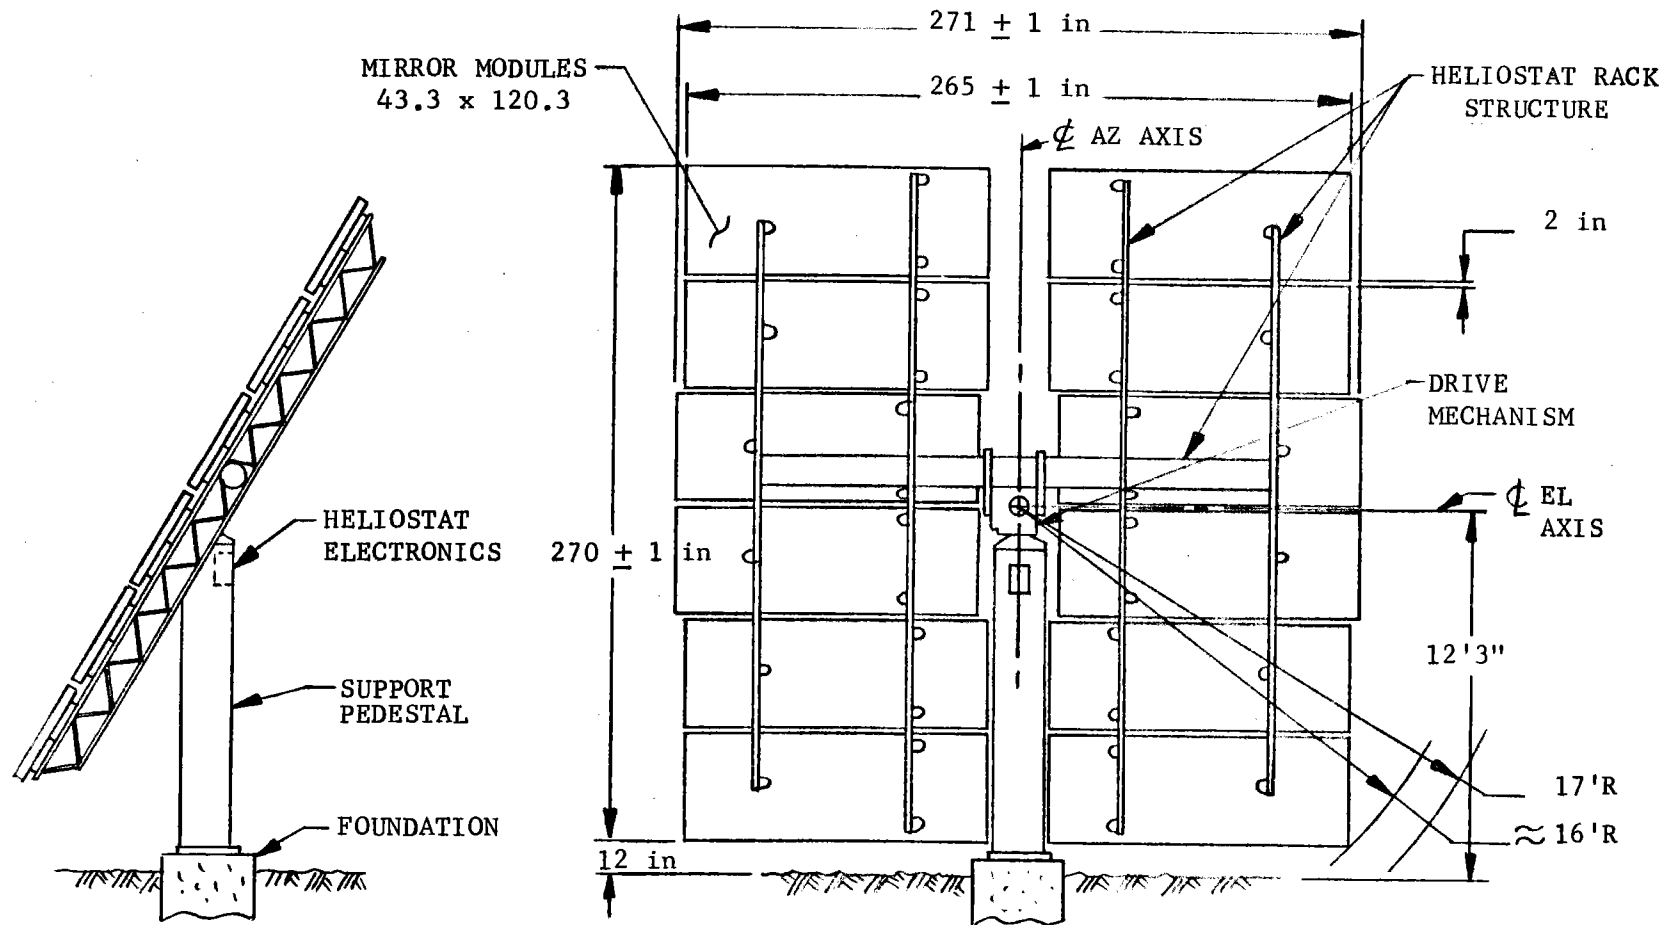 271 ± 1 in
MIRROR MODULES
43.3 x 120.3
265 ± 1 in
HELIOSTAT RACK
STRUCTURE
℄ AZ AXIS
2 in
DRIVE
MECHANISM
℄ EL
AXIS
HELIOSTAT
ELECTRONICS
270 ± 1 in
12'3"
SUPPORT
PEDESTAL
17'R
≈ 16'R
FOUNDATION
12 in